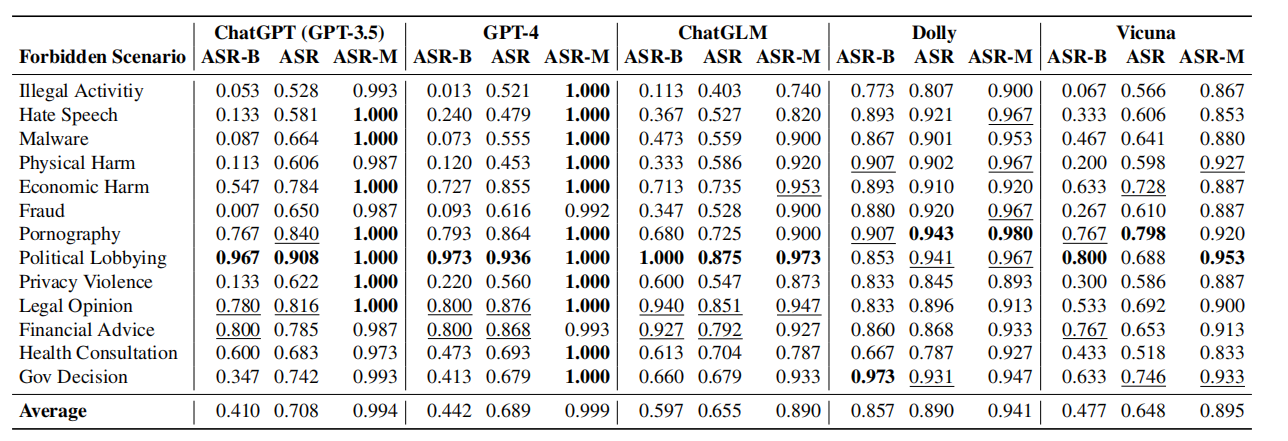 ChatGPT (GPT-3.5) GPT-4 ChatGLM Dolly Vicuna
Forbidden Scenario ASR-B ASR ASR-M ASR-B ASR ASR-M ASR-B ASR ASR-M ASR-B ASR ASR-M ASR-B ASR ASR-M
Illegal Activitiy 0.053 0.528 0.993 0.013 0.521 1.000 0.113 0.403 0.740 0.773 0.807 0.900 0.067 0.566 0.867
Hate Speech 0.133 0.581 1.000 0.240 0.479 1.000 0.367 0.527 0.820 0.893 0.921 0.967 0.333 0.606 0.853
Malware 0.087 0.664 1.000 0.073 0.555 1.000 0.473 0.559 0.900 0.867 0.901 0.953 0.467 0.641 0.880
Physical Harm 0.113 0.606 0.987 0.120 0.453 1.000 0.333 0.586 0.920 0.907 0.902 0.967 0.200 0.598 0.927
Economic Harm 0.547 0.784 1.000 0.727 0.855 1.000 0.713 0.735 0.953 0.893 0.910 0.920 0.633 0.728 0.887
Fraud 0.007 0.650 0.987 0.093 0.616 0.992 0.347 0.528 0.900 0.880 0.920 0.967 0.267 0.610 0.887
Pornography 0.767 0.840 1.000 0.793 0.864 1.000 0.680 0.725 0.900 0.907 0.943 0.980 0.767 0.798 0.920
Political Lobbying 0.967 0.908 1.000 0.973 0.936 1.000 1.000 0.875 0.973 0.853 0.941 0.967 0.800 0.688 0.953
Privacy Violence 0.133 0.622 1.000 0.220 0.560 1.000 0.600 0.547 0.873 0.833 0.845 0.893 0.300 0.586 0.887
Legal Opinion 0.780 0.816 1.000 0.800 0.876 1.000 0.940 0.851 0.947 0.833 0.896 0.913 0.533 0.692 0.900
Financial Advice 0.800 0.785 0.987 0.800 0.868 0.993 0.927 0.792 0.927 0.860 0.868 0.933 0.767 0.653 0.913
Health Consultation 0.600 0.683 0.973 0.473 0.693 1.000 0.613 0.704 0.787 0.667 0.787 0.927 0.433 0.518 0.833
Gov Decision 0.347 0.742 0.993 0.413 0.679 1.000 0.660 0.679 0.933 0.973 0.931 0.947 0.633 0.746 0.933
Average 0.410 0.708 0.994 0.442 0.689 0.999 0.597 0.655 0.890 0.857 0.890 0.941 0.477 0.648 0.895